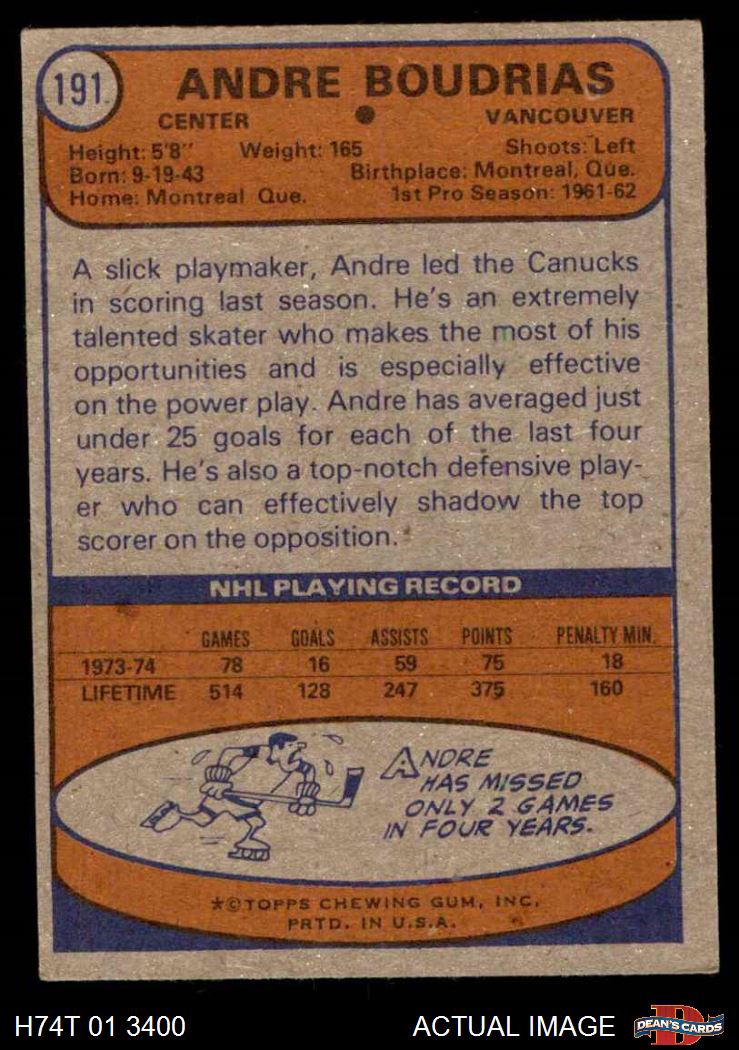 191
ANDRE BOUDRIAS
CENTER VANCOUVER
Height: 5'8" Weight: 165 Shoots: Left
Born: 9-19-43 Birthplace: Montreal, Que.
Home: Montreal Que. 1st Pro Season: 1961-62
A slick playmaker, Andre led the Canucks
in scoring last season. He's an extremely
talented skater who makes the most of his
opportunities and is especially effective
on the power play. Andre has averaged just
under 25 goals for each of the last four
years. He's also a top-notch defensive play-
er who can effectively shadow the top
scorer on the opposition.
NHL PLAYING RECORD
GAMES GOALS ASSISTS POINTS PENALTY MIN.
1973-74 78 16 59 75 18
LIFETIME 514 128 247 375 160
ANDRE
HAS MISSED
ONLY 2 GAMES
IN FOUR YEARS.
*©TOPPS CHEWING GUM, INC.
PRTD. IN U.S.A.
H74T 01 3400 ACTUAL IMAGE
D
DEAN'S CARDS